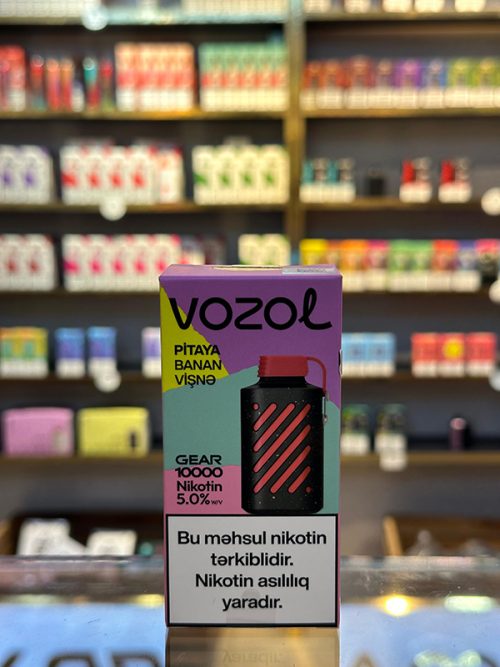 VOZOL
PİTAYA
BANAN
VİŞNƏ
GEAR
10000
Nikotin
5.0% W/V
Bu məhsul nikotin
tərkiblidir.
Nikotin asılılıq
yaradır.